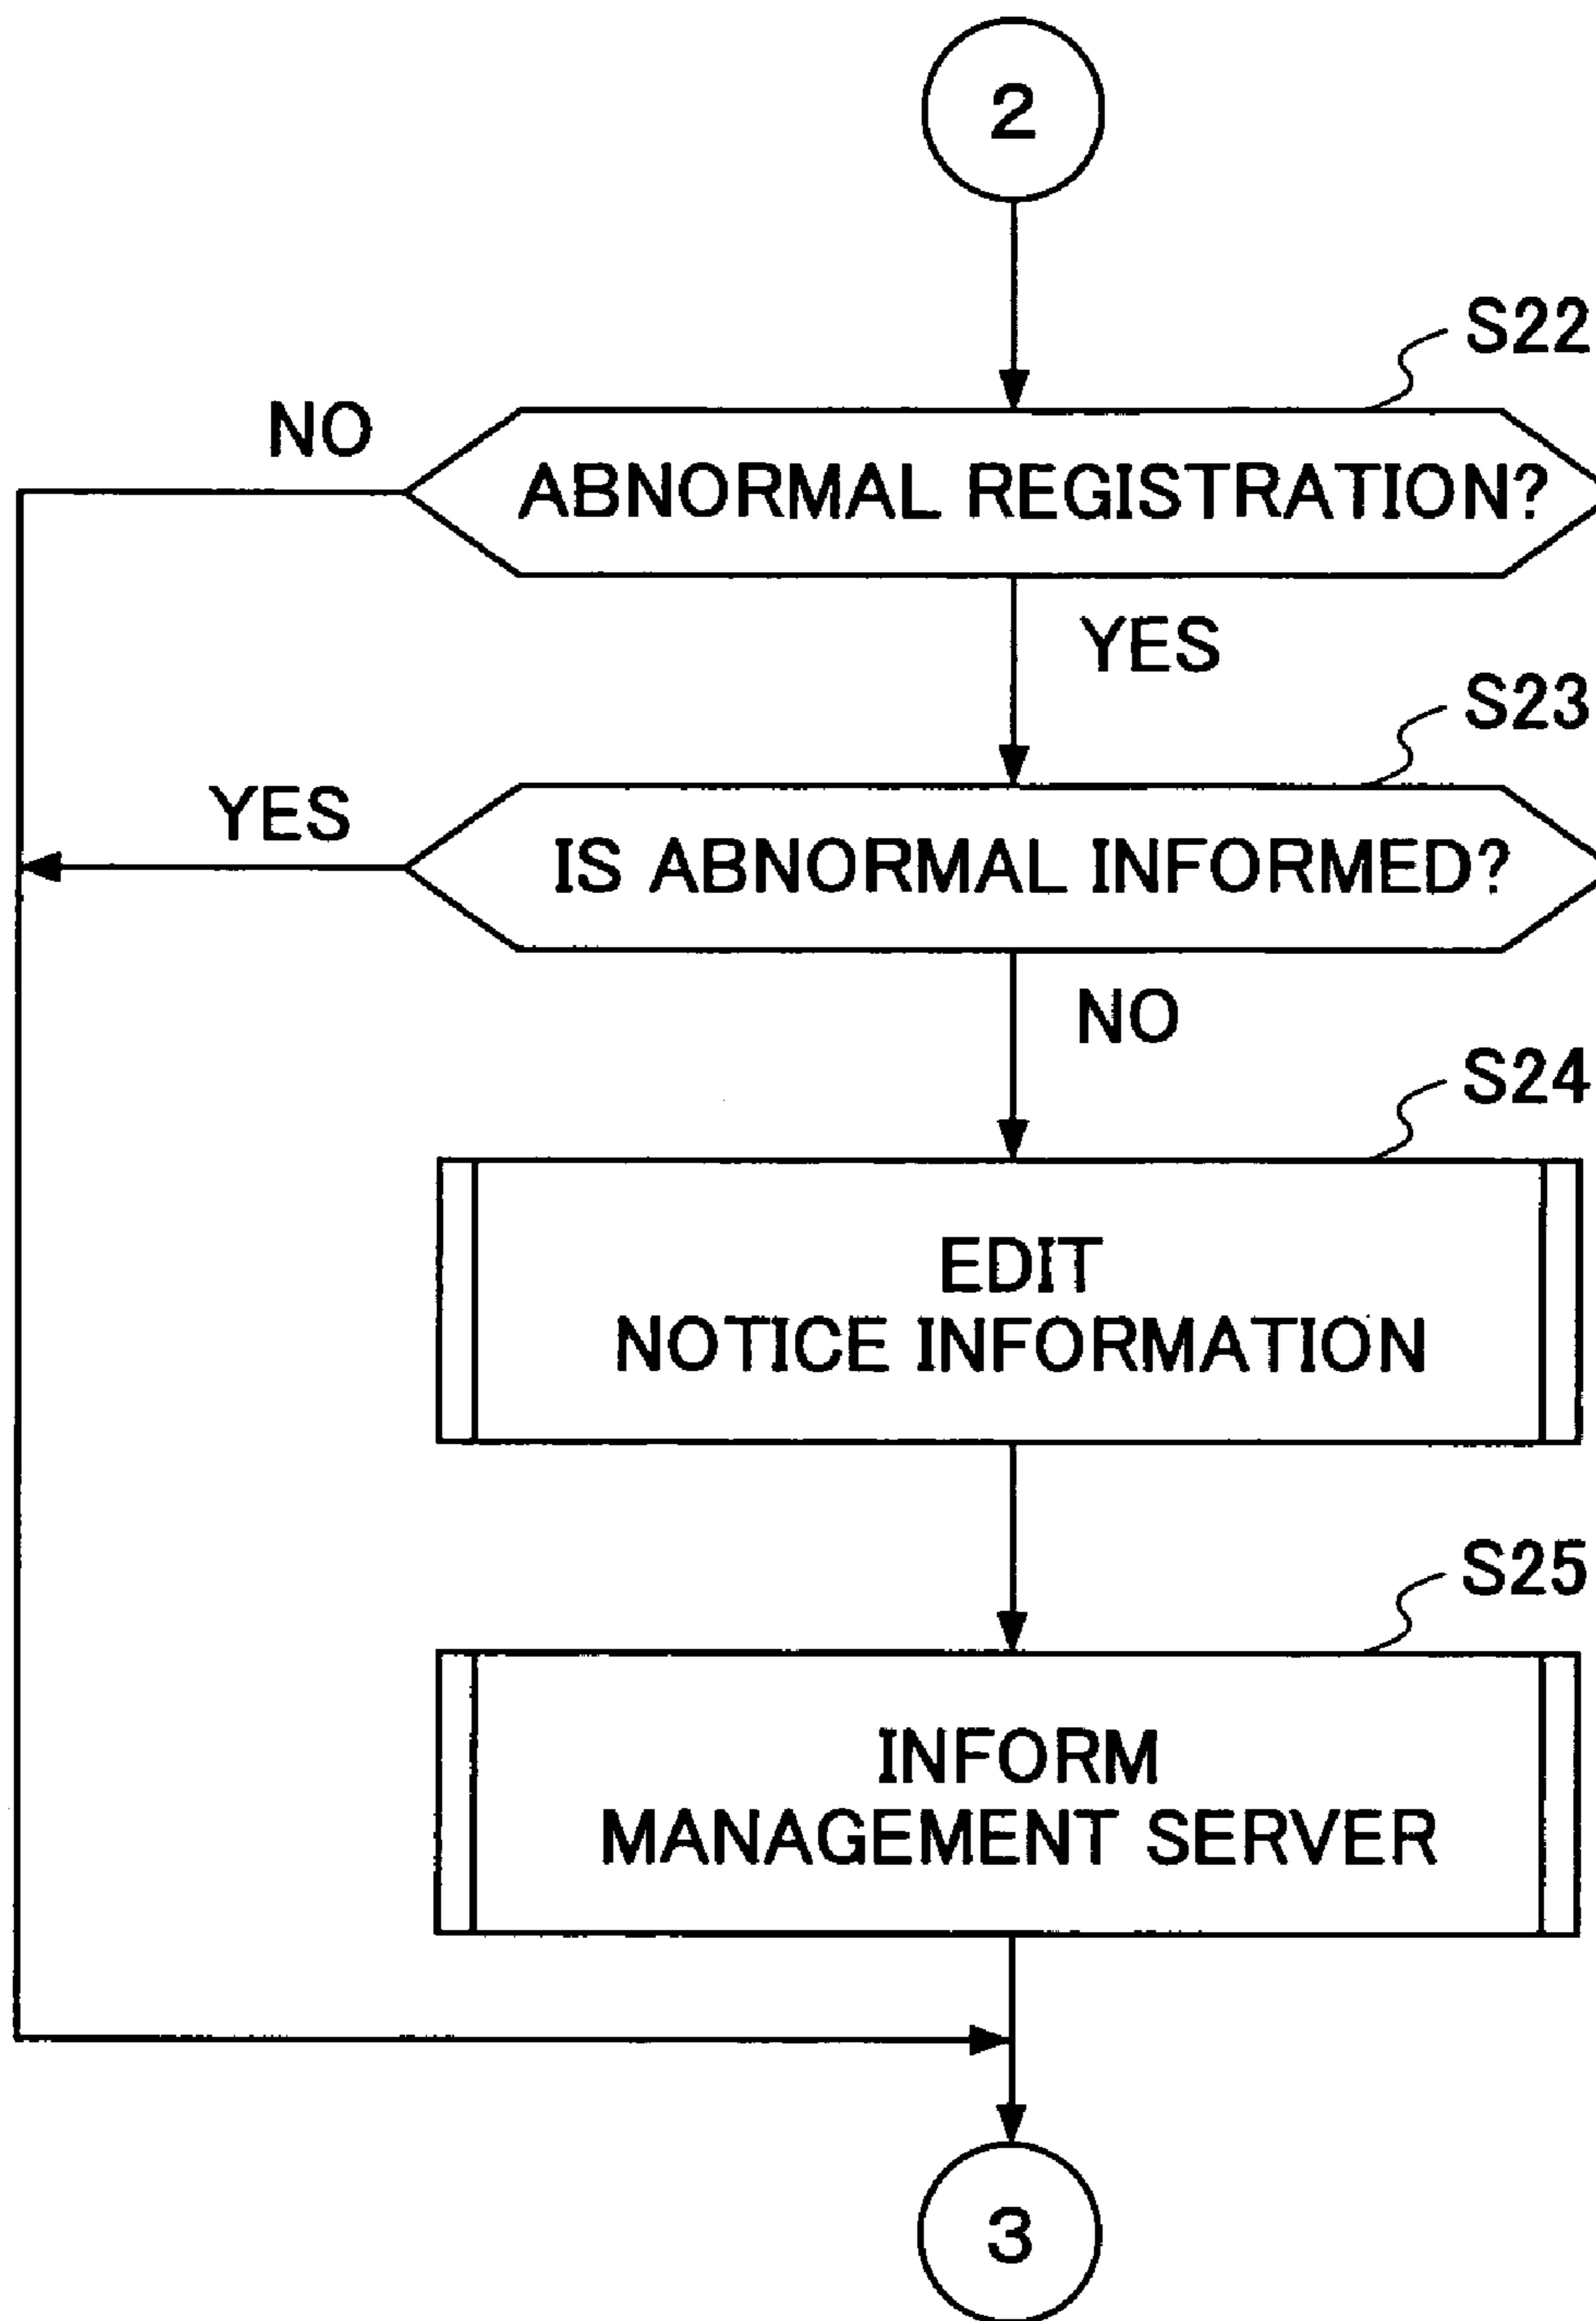 2
S22
NO
ABNORMAL REGISTRATION?
YES
S23
YES
IS ABNORMAL INFORMED?
NO
S24
EDIT
NOTICE INFORMATION
S25
INFORM
MANAGEMENT SERVER
3